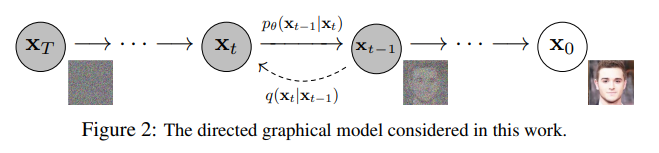 p_θ(x_{t−1}|x_t)
x_T ⋯ x_t x_{t−1} ⋯ x_0
q(x_t|x_{t−1})
Figure 2: The directed graphical model considered in this work.